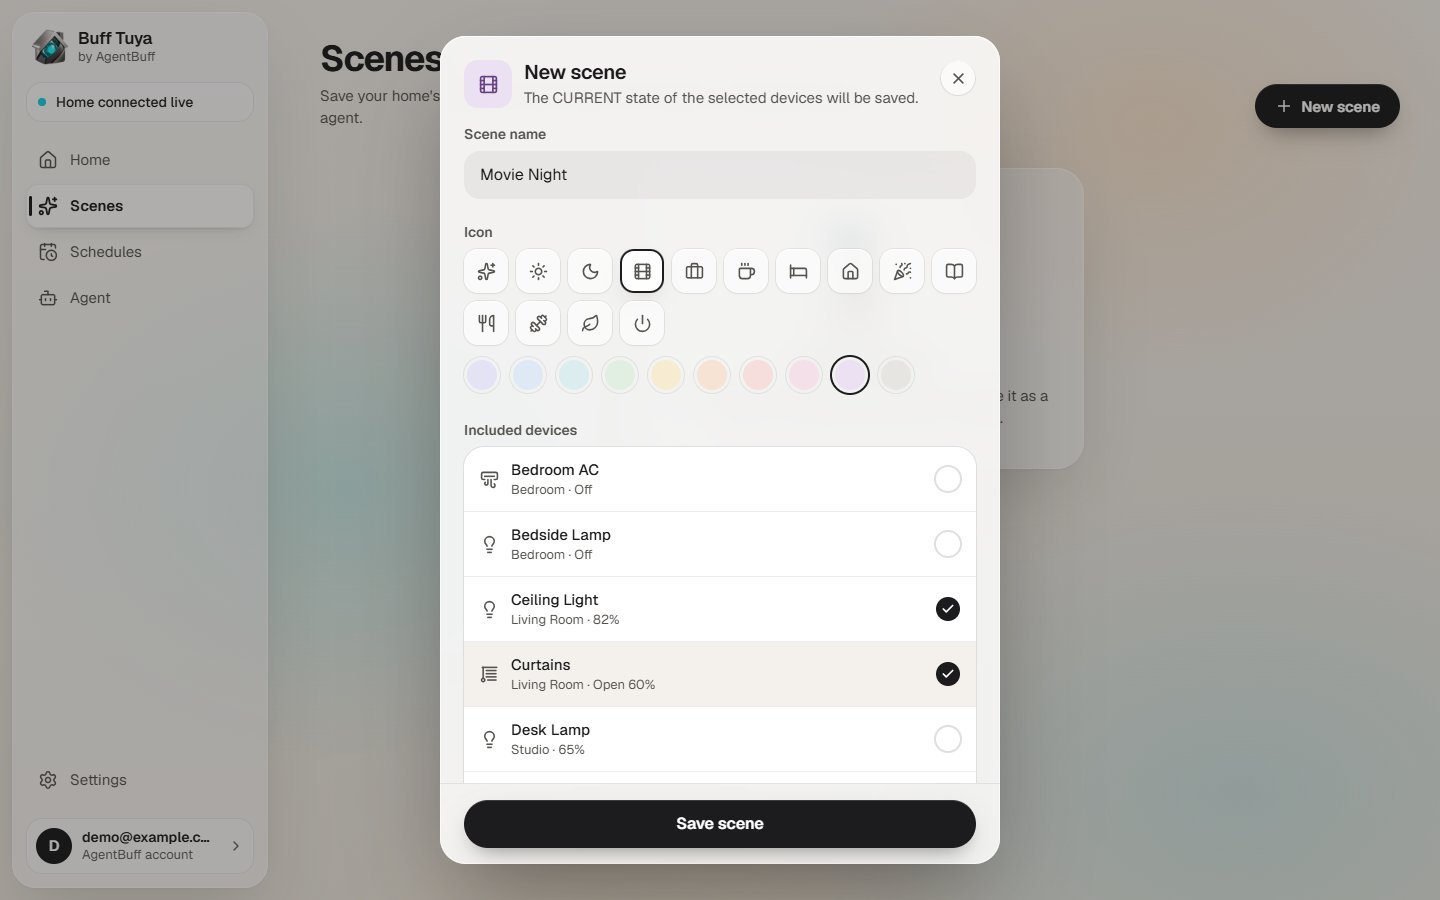 Buff Tuya
by AgentBuff
Home connected live
Home
Scenes
Schedules
Agent
Settings
D
demo@example.c...
AgentBuff account
Scenes
Save your home's
agent.
New scene
e it as a
.
New scene
The CURRENT state of the selected devices will be saved.
Scene name
Movie Night
Icon
Included devices
Bedroom AC
Bedroom · Off
Bedside Lamp
Bedroom · Off
Ceiling Light
Living Room · 82%
Curtains
Living Room · Open 60%
Desk Lamp
Studio · 65%
Save scene